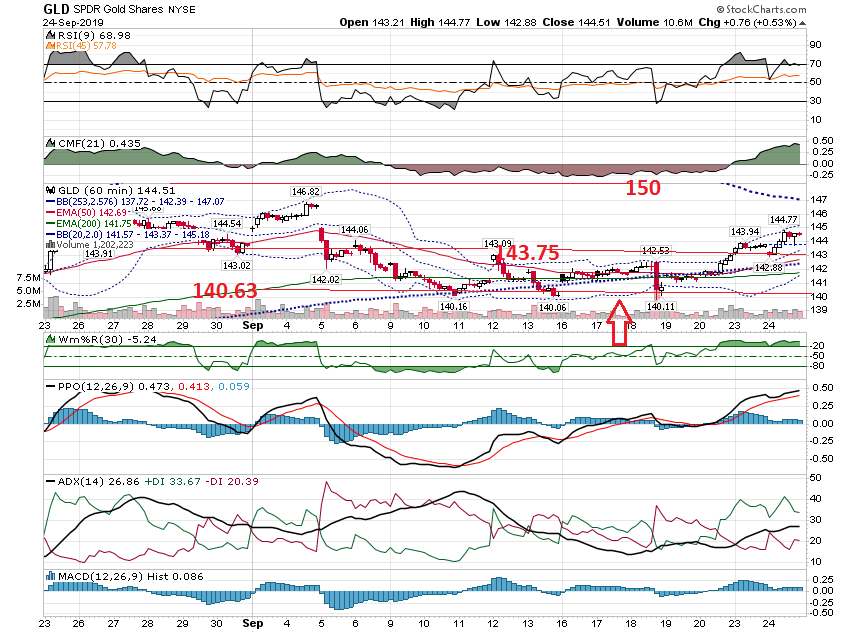 GLD SPDR Gold Shares NYSE © StockCharts.com
24-Sep-2019 Open 143.21 High 144.77 Low 142.88 Close 144.51 Volume 10.6M Chg +0.76 (+0.53%)
RSI(9) 68.98
RSI(45) 57.78
90
70
50
30
10
CMF(21) 0.435
0.50
0.25
0.00
-0.25
150
GLD (60 min) 144.51
BB(253,2.576) 137.72 - 142.39 - 147.07
EMA(50) 142.69
EMA(200) 141.75
BB(20,2.0) 141.57 - 143.37 - 145.18
Volume 1,202,223
143.91
144.54
143.02
146.82
142.02
144.06
140.16
143.09
140.06
142.53
140.11
143.94
142.88
144.77
143.75
140.63
147
146
145
144
143
142
141
140
139
7.5M
5.0M
2.5M
23 26 27 28 29 30 Sep 4 5 6 9 10 11 12 13 16 17 18 19 20 23 24
Wm%R(30) -5.24
-20
-50
-80
PPO(12,26,9) 0.473, 0.413, 0.059
0.50
0.25
0.00
-0.25
-0.50
ADX(14) 26.86 +DI 33.67 -DI 20.39
50
40
30
20
10
MACD(12,26,9) Hist 0.086
0.25
0.00
-0.25
-0.50
23 26 27 28 29 30 Sep 4 5 6 9 10 11 12 13 16 17 18 19 20 23 24